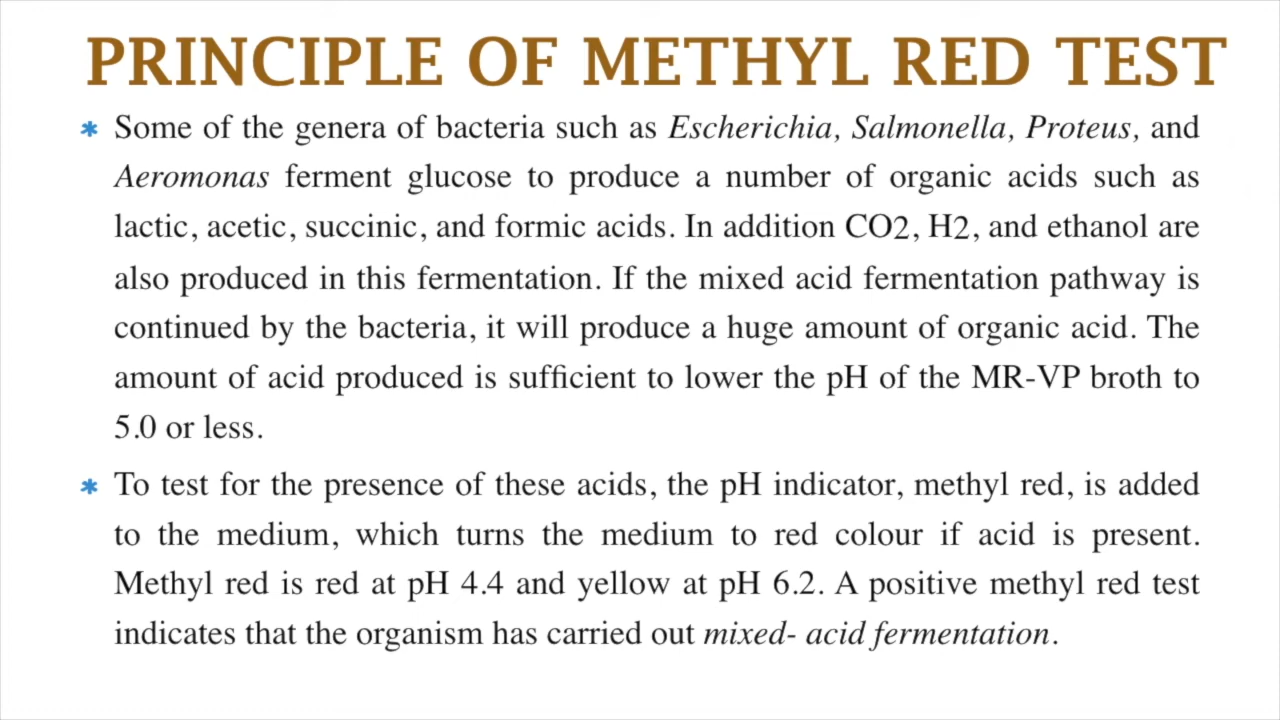 PRINCIPLE OF METHYL RED TEST
* Some of the genera of bacteria such as Escherichia, Salmonella, Proteus, and
Aeromonas ferment glucose to produce a number of organic acids such as
lactic, acetic, succinic, and formic acids. In addition CO2, H2, and ethanol are
also produced in this fermentation. If the mixed acid fermentation pathway is
continued by the bacteria, it will produce a huge amount of organic acid. The
amount of acid produced is sufficient to lower the pH of the MR-VP broth to
5.0 or less.
* To test for the presence of these acids, the pH indicator, methyl red, is added
to the medium, which turns the medium to red colour if acid is present.
Methyl red is red at pH 4.4 and yellow at pH 6.2. A positive methyl red test
indicates that the organism has carried out mixed- acid fermentation.